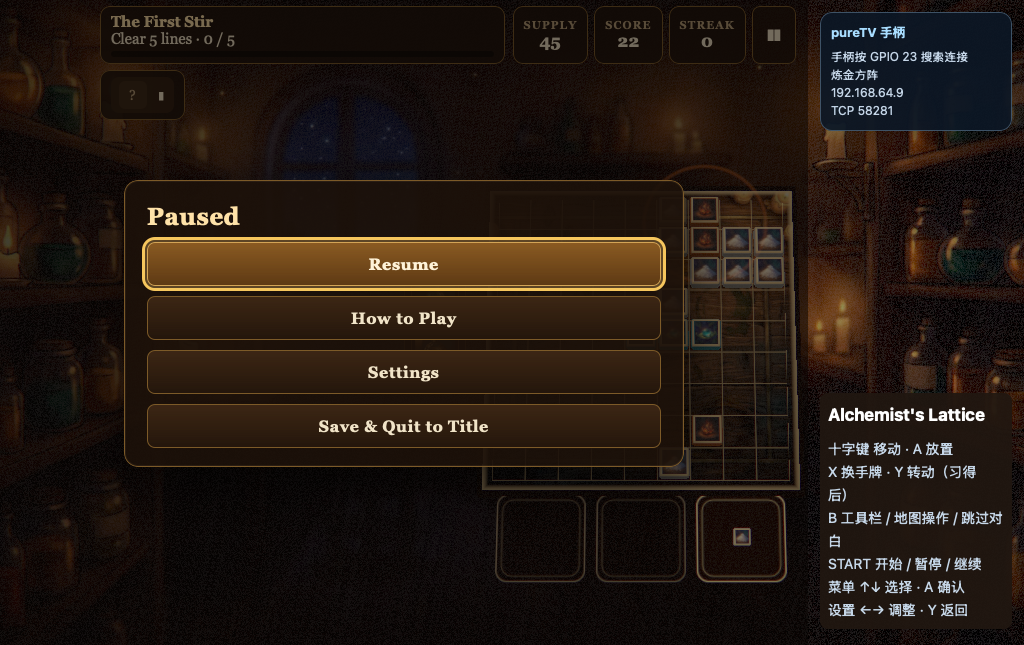 The First Stir
Clear 5 lines · 0 / 5
SUPPLY
45
SCORE
22
STREAK
0
?
Paused
Resume
How to Play
Settings
Save & Quit to Title
pureTV 手柄
手柄按 GPIO 23 搜索连接
炼金方阵
192.168.64.9
TCP 58281
Alchemist's Lattice
十字键 移动 · A 放置
X 换手牌 · Y 转动（习得
后）
B 工具栏 / 地图操作 / 跳过对
白
START 开始 / 暂停 / 继续
菜单 ↑↓ 选择 · A 确认
设置 ←→ 调整 · Y 返回